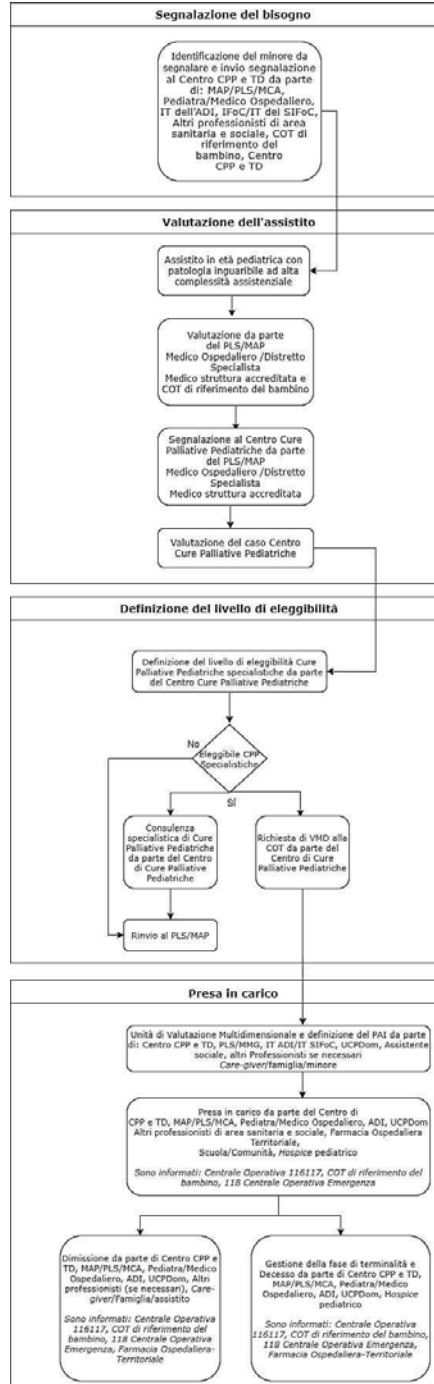 Segnalazione del bisogno
Identificazione del minore da
segnalare e invio segnalazione
al Centro CPP e TD da parte
di: MAP/PLS/MCA,
Pediatra/Medico Ospedaliero,
IT dell'ADI, IFoC/IT del SIFoC,
Altri professionisti di area
sanitaria e sociale, COT di
riferimento del
bambino, Centro
CPP e TD
Valutazione dell'assistito
Assistito in età pediatrica con
patologia inguaribile ad alta
complessità assistenziale
Valutazione da parte
del PLS/MAP
Medico Ospedaliero /Distretto
Specialista
Medico struttura accreditata e
COT di riferimento del bambino
Segnalazione al Centro Cure
Palliative Pediatriche da parte
del PLS/MAP
Medico Ospedaliero /Distretto
Specialista
Medico struttura accreditata
Valutazione del caso Centro
Cure Palliative Pediatriche
Definizione del livello di eleggibilità
Definizione del livello di eleggibilità Cure
Palliative Pediatriche specialistiche da parte
del Centro Cure Palliative Pediatriche
No
Eleggibile CPP
Specialistiche
SÍ
Consulenza
specialistica di Cure
Palliative Pediatriche
da parte del Centro
di Cure Palliative
Pediatriche
Richiesta di VMD alla
COT da parte del
Centro di Cure
Palliative Pediatriche
Rinvio al PLS/MAP
Presa in carico
Unità di Valutazione Multidimensionale e definizione del PAI da parte
di: Centro CPP e TD, PLS/MMG, IT ADI/IT SIFoC, UCPDom, Assistente
sociale, altri Professionisti se necessari
Care-giver/famiglia/minore
Presa in carico da parte del Centro di
CPP e TD, MAP/PLS/MCA, Pediatra/Medico Ospedaliero, ADI, UCPDom
Altri professionisti di area sanitaria e sociale, Farmacia Ospedaliera
Territoriale,
Scuola/Comunità, Hospice pediatrico
Sono informati: Centrale Operativa 116117, COT di riferimento del
bambino, 118 Centrale Operativa Emergenza
Dimissione da parte di Centro CPP e
TD, MAP/PLS/MCA, Pediatra/Medico
Ospedaliero, ADI, UCPDom, Altri
professionisti (se necessari), Care-
giver/Famiglia/assistito
Sono informati: Centrale Operativa
116117, COT di riferimento del
bambino, 118 Centrale Operativa
Emergenza, Farmacia Ospedaliera-
Territoriale
Gestione della fase di terminalità e
Decesso da parte di Centro CPP e TD,
MAP/PLS/MCA, Pediatra/Medico
Ospedaliero, ADI, UCPDom, Hospice
pediatrico
Sono informati: Centrale Operativa
116117, COT di riferimento del bambino,
118 Centrale Operativa Emergenza,
Farmacia Ospedaliera-Territoriale